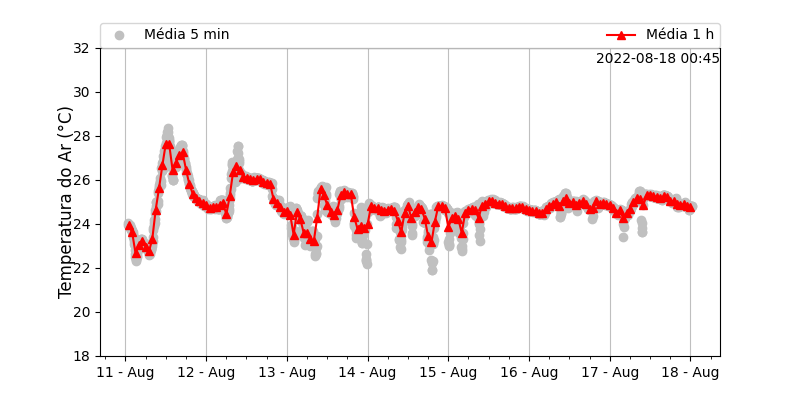 Média 5 min
Média 1 h
2022-08-18 00:45
Temperatura do Ar (°C)
32
30
28
26
24
22
20
18
11 - Aug
12 - Aug
13 - Aug
14 - Aug
15 - Aug
16 - Aug
17 - Aug
18 - Aug